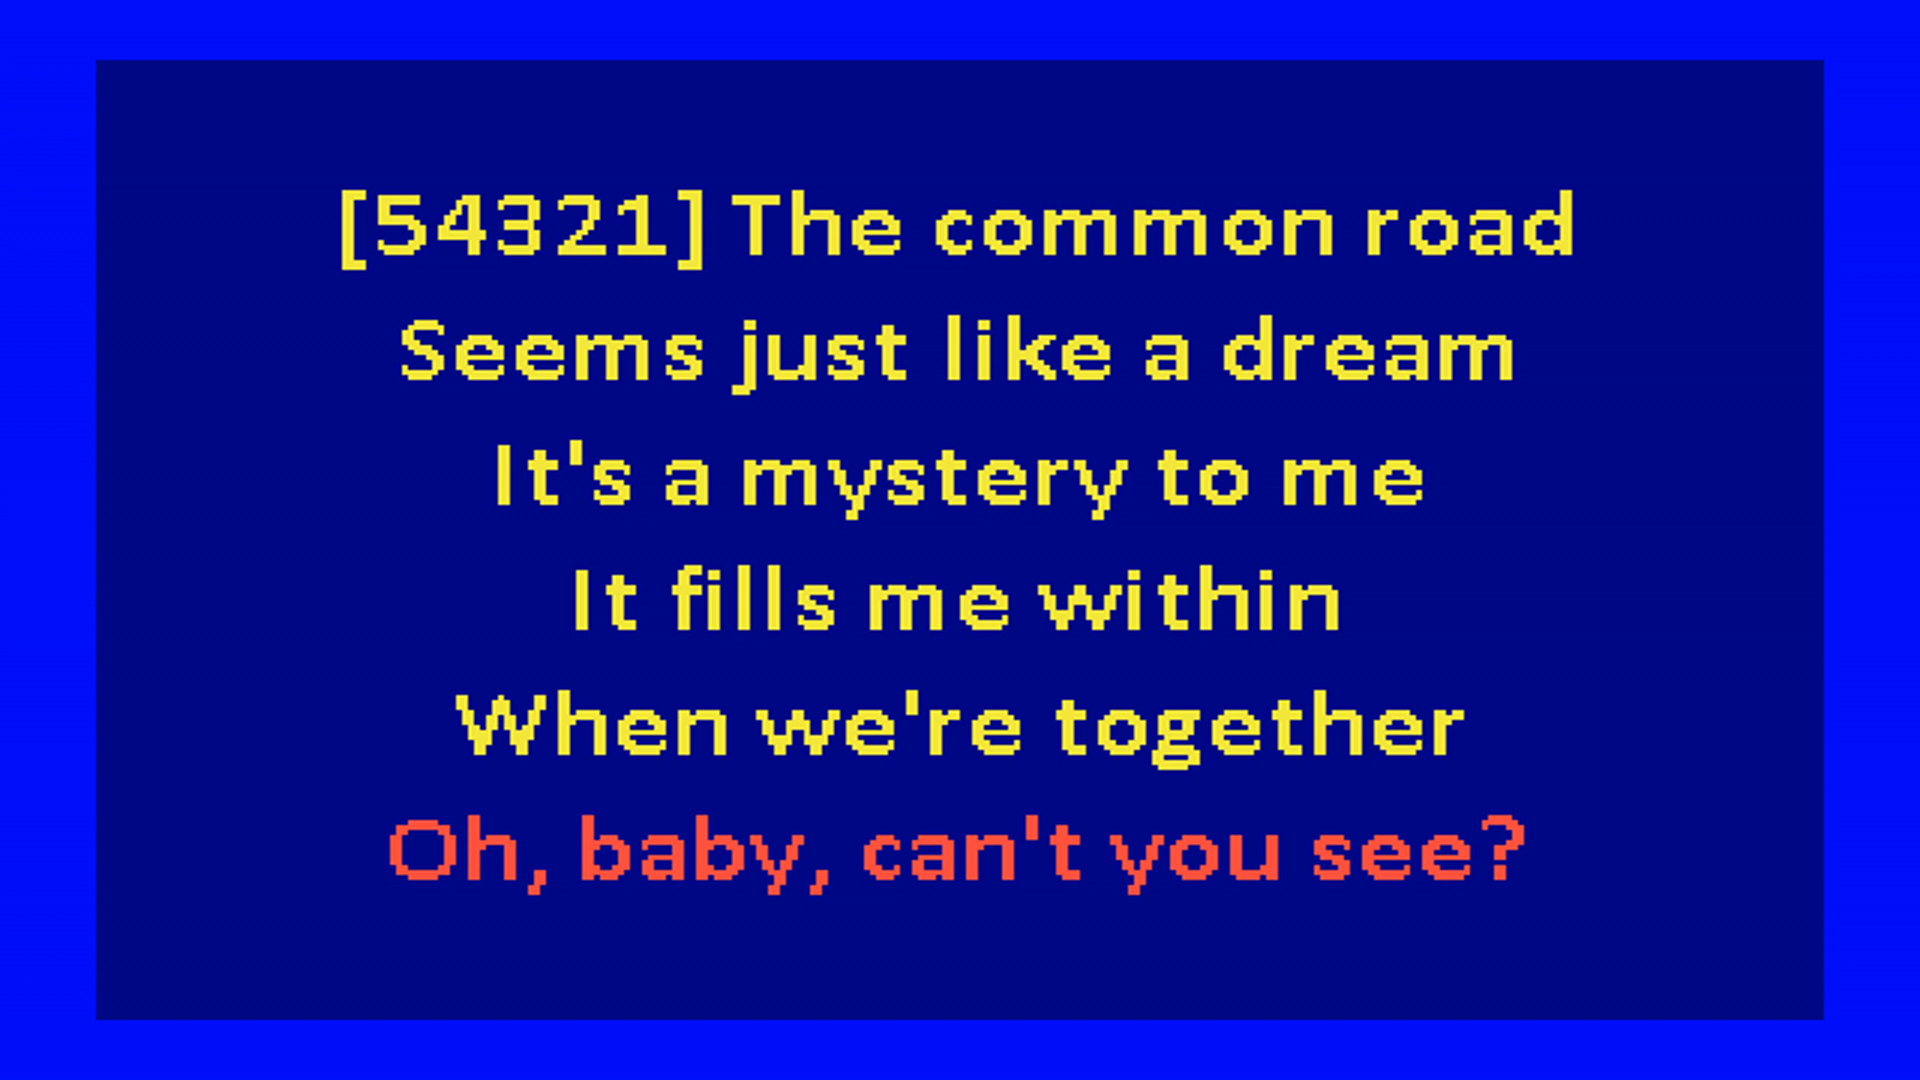 [54321] The common road
Seems just like a dream
It's a mystery to me
It fills me within
When we're together
Oh, baby, can't you see?